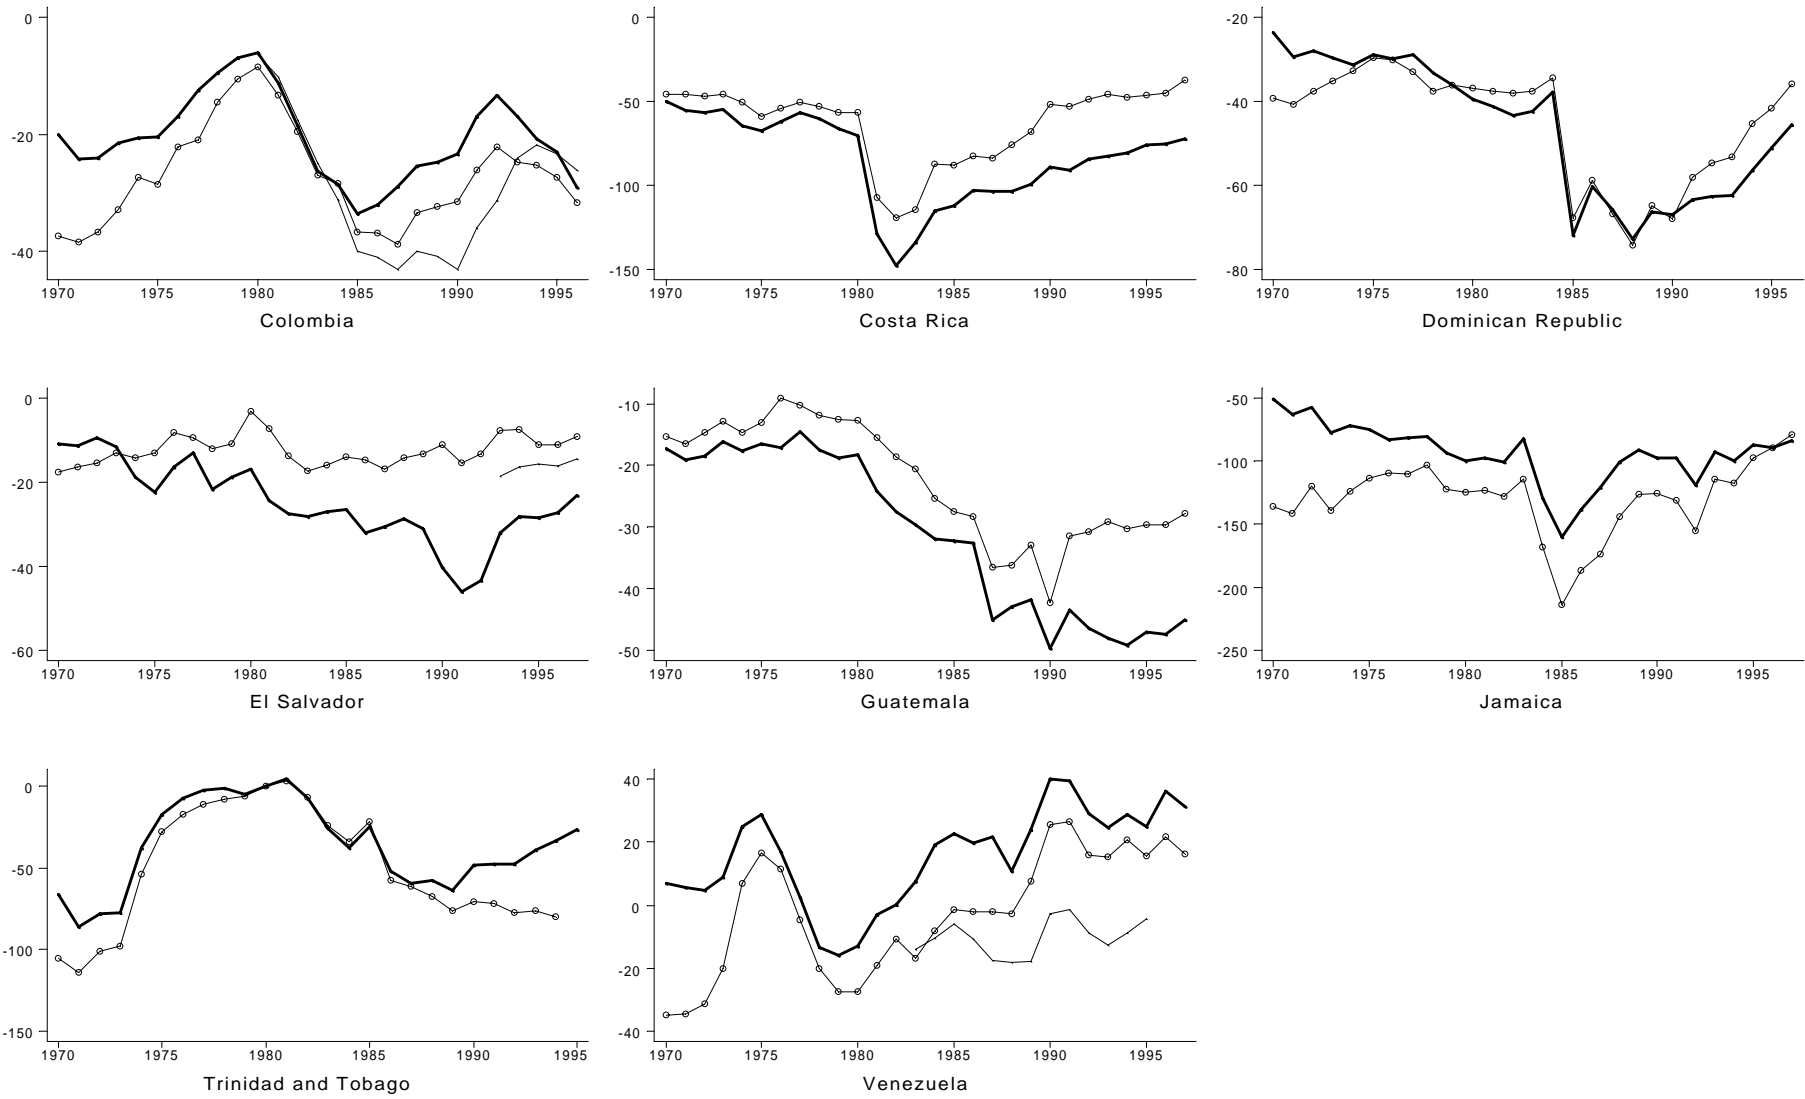 0
-20
-40
1970 1975 1980 1985 1990 1995
Colombia
0
-50
-100
-150
1970 1975 1980 1985 1990 1995
Costa Rica
-20
-40
-60
-80
1970 1975 1980 1985 1990 1995
Dominican Republic
0
-20
-40
-60
1970 1975 1980 1985 1990 1995
El Salvador
-10
-20
-30
-40
-50
1970 1975 1980 1985 1990 1995
Guatemala
-50
-100
-150
-200
-250
1970 1975 1980 1985 1990 1995
Jamaica
0
-50
-100
-150
1970 1975 1980 1985 1990 1995
Trinidad and Tobago
40
20
0
-20
-40
1970 1975 1980 1985 1990 1995
Venezuela